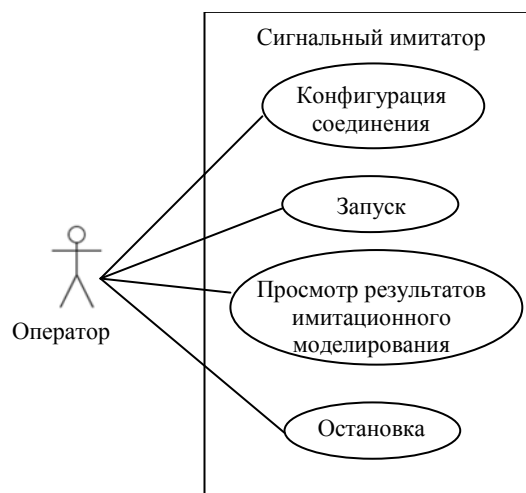 Сигнальный имитатор
Конфигурация
соединения
Запуск
Просмотр результатов
имитационного
моделирования
Оператор
Остановка